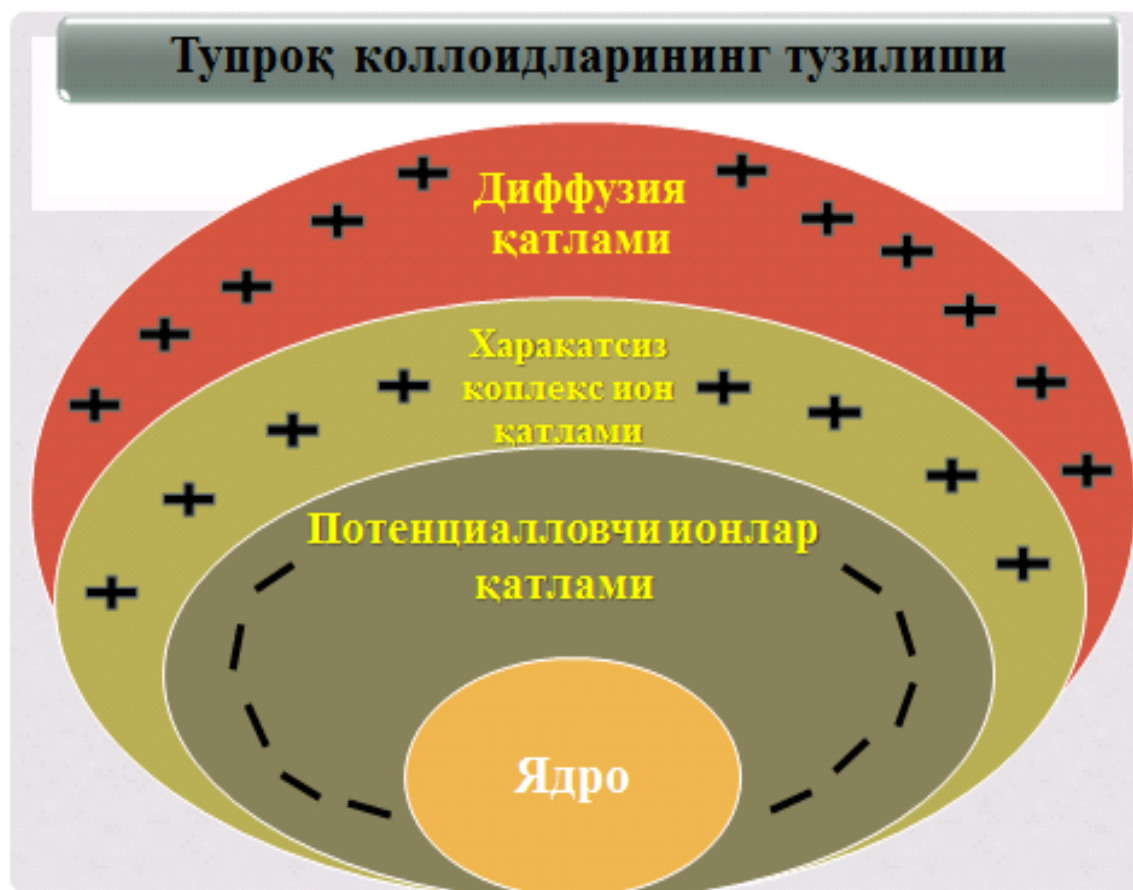 Тупроқ коллоидларининг тузилиши
Диффузия
қатлами
Харакатсиз
коплекс ион
қатлами
Потенциалловчи ионлар
қатлами
Ядро